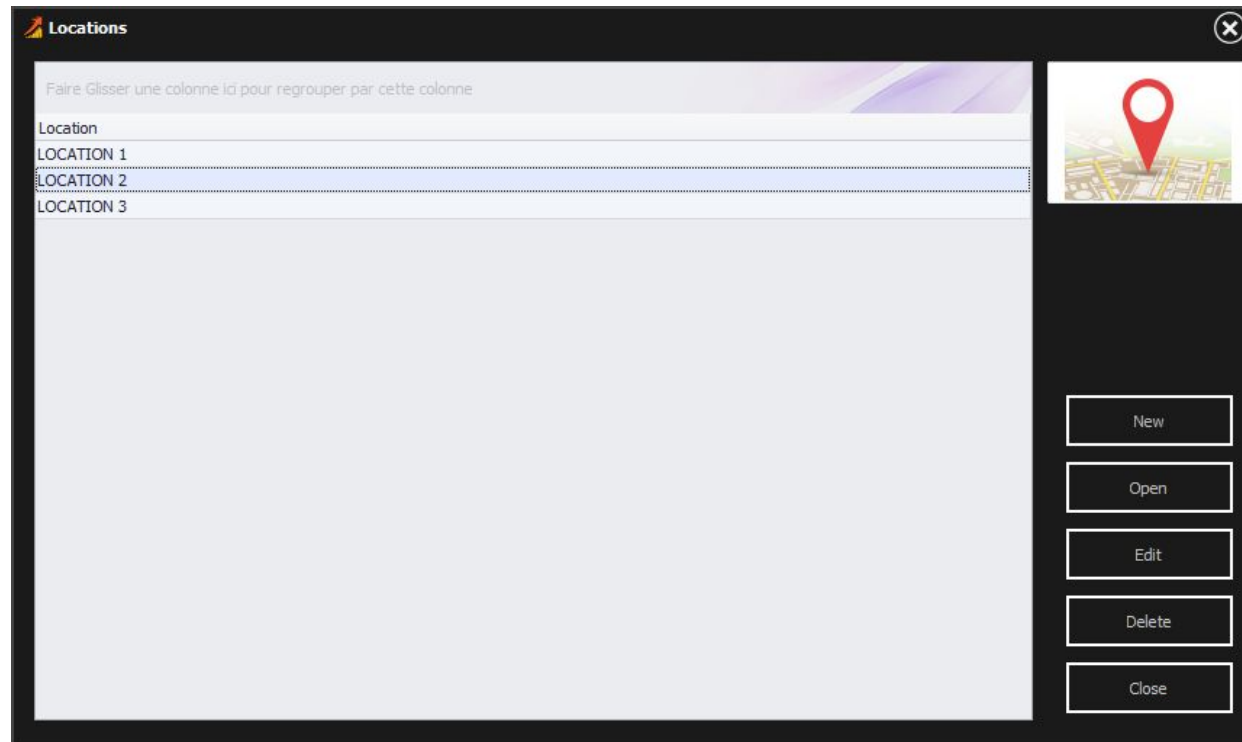 Locations
Faire Glisser une colonne ici pour regrouper par cette colonne
Location
LOCATION 1
LOCATION 2
LOCATION 3
New
Open
Edit
Delete
Close